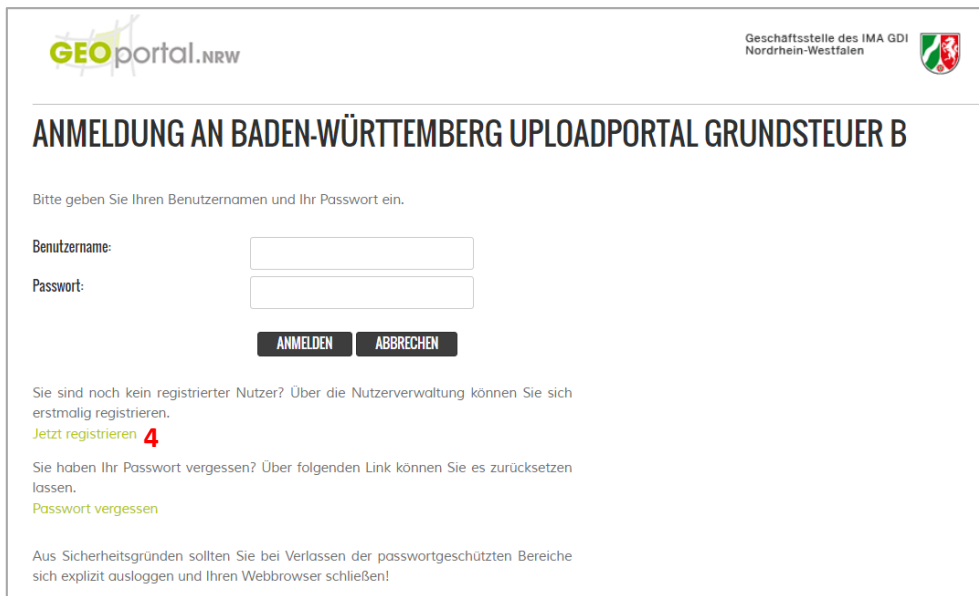 GEOportal.NRW
Geschäftsstelle des IMA GDI
Nordrhein-Westfalen
ANMELDUNG AN BADEN-WÜRTTEMBERG UPLOADPORTAL GRUNDSTEUER B
Bitte geben Sie Ihren Benutzernamen und Ihr Passwort ein.
Benutzername:
Passwort:
ANMELDEN ABBRECHEN
Sie sind noch kein registrierter Nutzer? Über die Nutzerverwaltung können Sie sich
erstmalig registrieren.
Jetzt registrieren 4
Sie haben Ihr Passwort vergessen? Über folgenden Link können Sie es zurücksetzen
lassen.
Passwort vergessen
Aus Sicherheitsgründen sollten Sie bei Verlassen der passwortgeschützten Bereiche
sich explizit ausloggen und Ihren Webbrowser schließen!